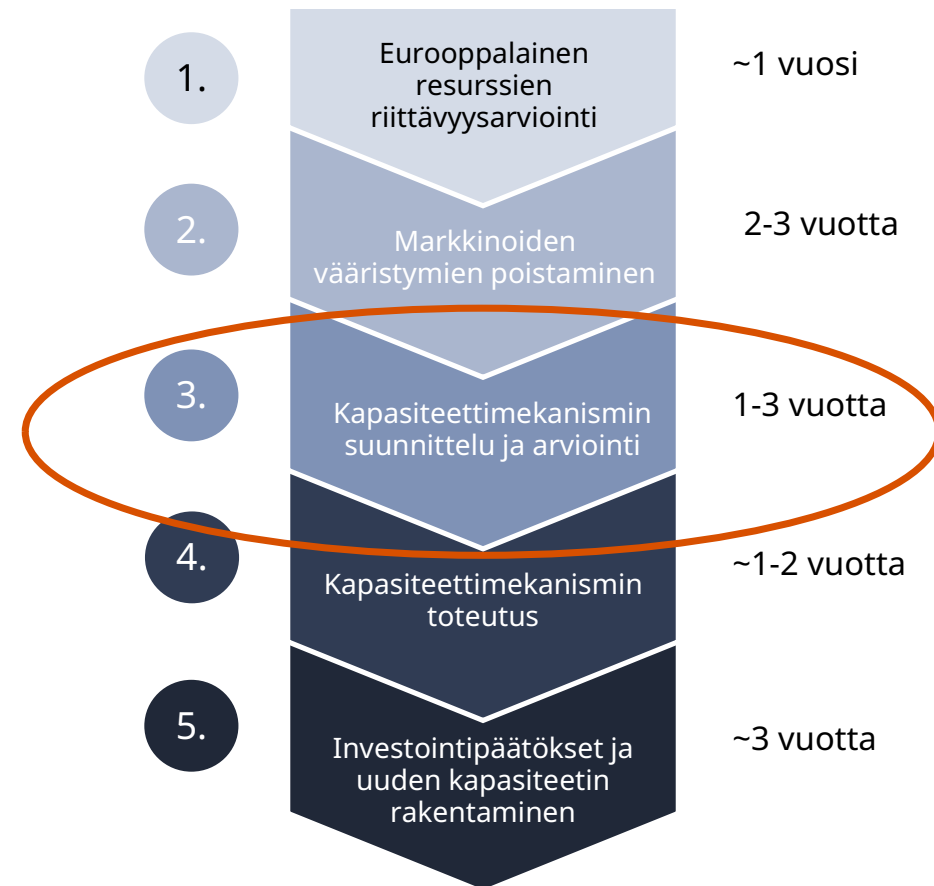 1.
Eurooppalainen
resurssien
riittävyysarviointi
~1 vuosi
2.
Markkinoiden
vääristymien poistaminen
2-3 vuotta
3.
Kapasiteettimekanismin
suunnittelu ja arviointi
1-3 vuotta
4.
Kapasiteettimekanismin
toteutus
~1-2 vuotta
5.
Investointipäätökset ja
uuden kapasiteetin
rakentaminen
~3 vuotta